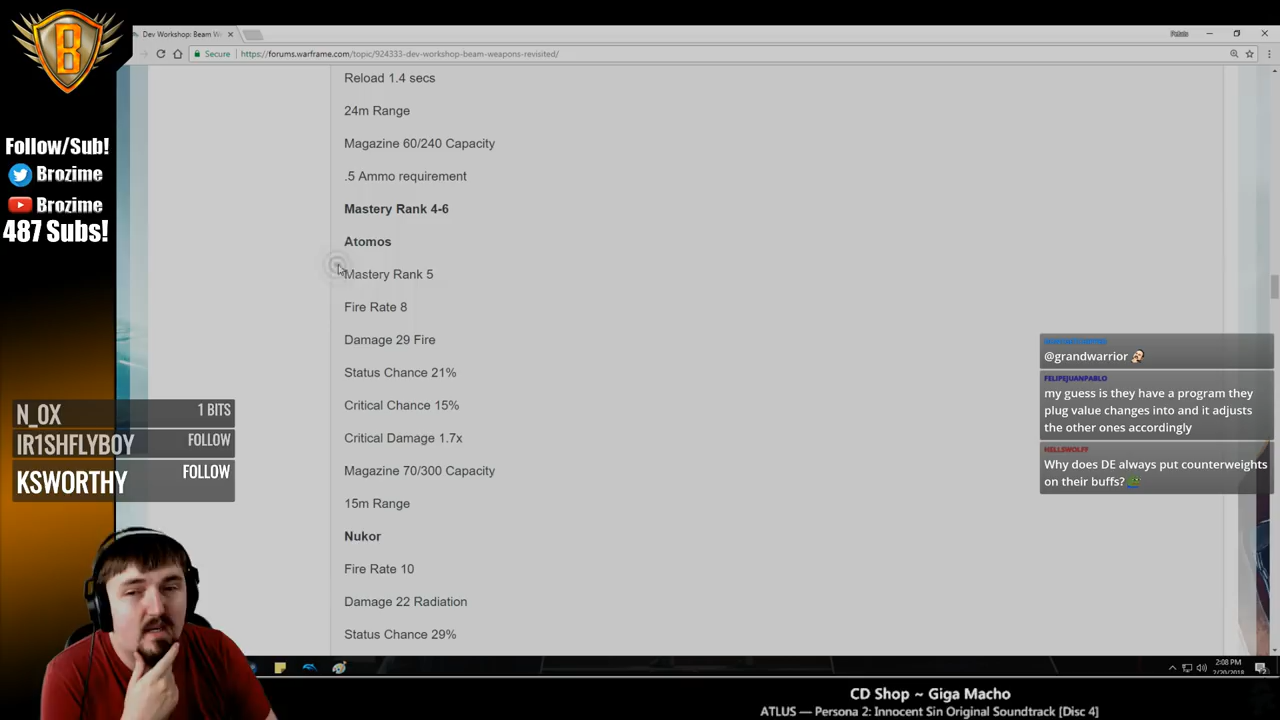 B
Follow/Sub!
Brozime
Brozime
487 Subs!
Dev Workshop: Beam W
Secure
https://forums.warframe.com/topic/924333-dev-workshop-beam-weapons-revisited/
Reload 1.4 secs
24m Range
Magazine 60/240 Capacity
.5 Ammo requirement
Mastery Rank 4-6
Atomos
Mastery Rank 5
Fire Rate 8
Damage 29 Fire
Status Chance 21%
Critical Chance 15%
Critical Damage 1.7x
Magazine 70/300 Capacity
15m Range
Nukor
Fire Rate 10
Damage 22 Radiation
Status Chance 29%
@grandwarrior
FELIPEJUANPABLO
my guess is they have a program they
plug value changes into and it adjusts
the other ones accordingly
HELLSWOLFF
Why does DE always put counterweights
on their buffs?
N_OX 1 BITS
IR1SHFLYBOY FOLLOW
KSWORTHY FOLLOW
2:08 PM
2/20/2018
CD Shop ~ Giga Macho
ATLUS — Persona 2: Innocent Sin Original Soundtrack [Disc 4]